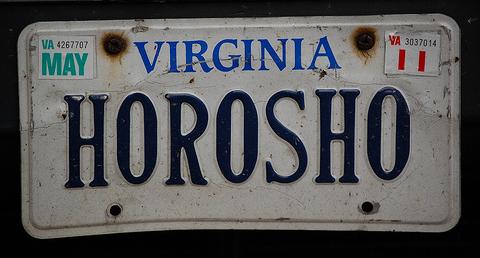 VA 4267707
MAY
VIRGINIA
VA 3037014
11
HOROSHO